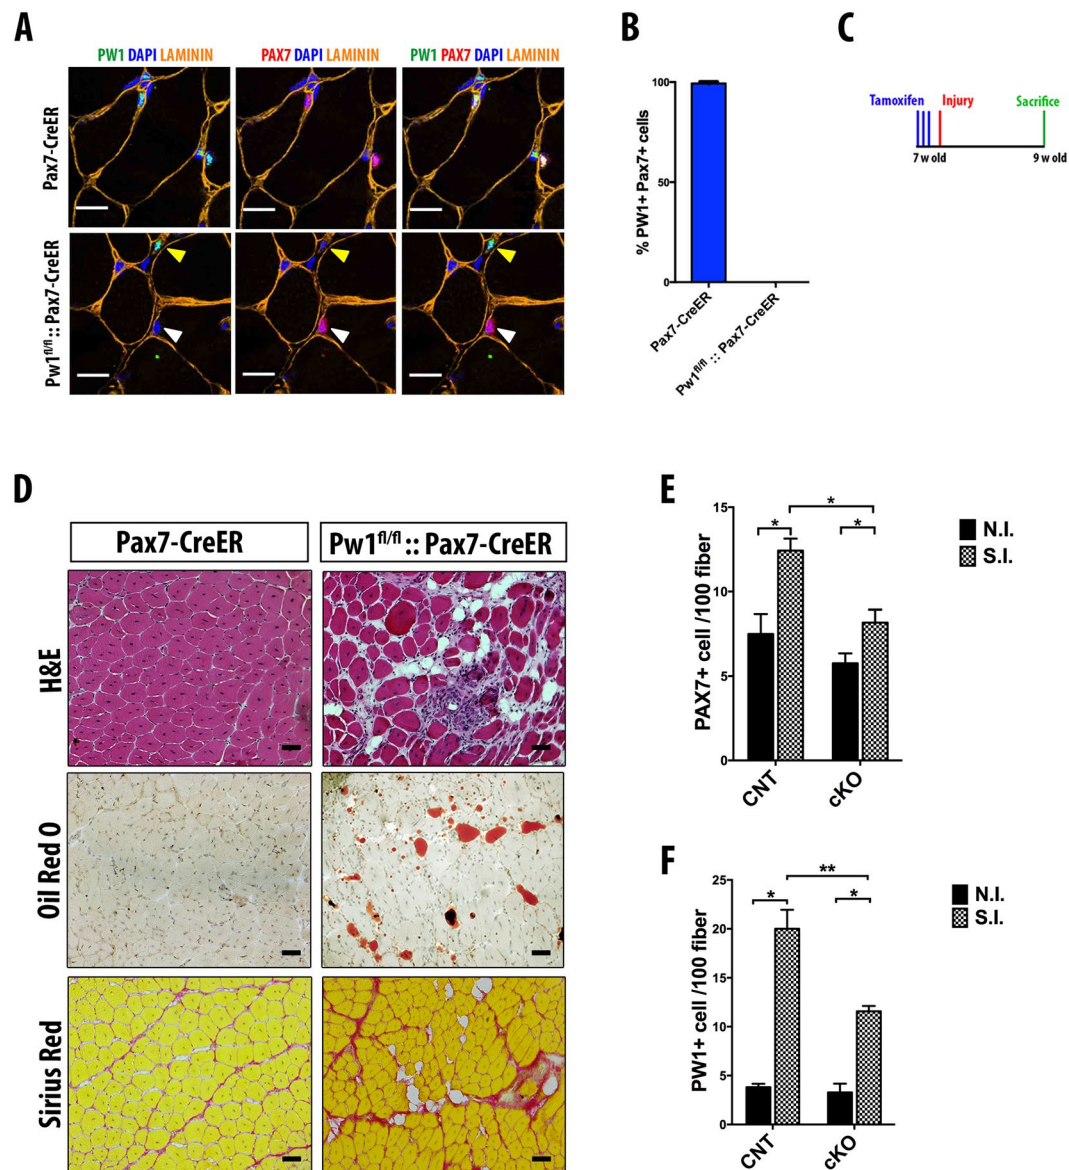 A
PW1 DAPI LAMININ
PAX7 DAPI LAMININ
PW1 PAX7 DAPI LAMININ
Pax7-CreER
Pw1fl/fl :: Pax7-CreER
B
% PW1+ Pax7+ cells
100
50
0
Pax7-CreER
Pw1fl/fl :: Pax7-CreER
C
Tamoxifen
Injury
Sacrifice
7 w old
9 w old
D
Pax7-CreER
Pw1fl/fl :: Pax7-CreER
H&E
Oil Red O
Sirius Red
E
PAX7+ cell /100 fiber
15
10
5
0
*
*
*
CNT
cKO
N.I.
S.I.
F
PW1+ cell /100 fiber
25
20
15
10
5
0
*
**
*
CNT
cKO
N.I.
S.I.